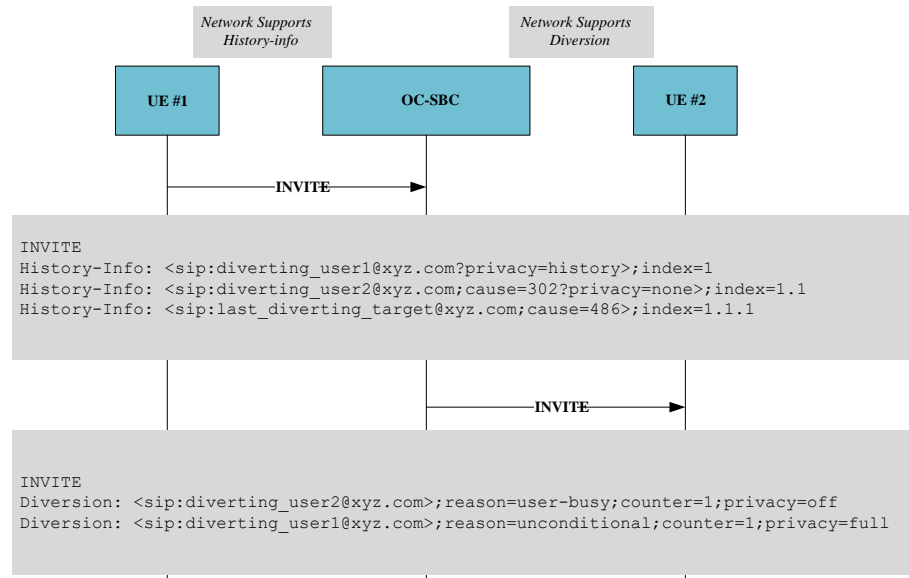 Network Supports
History-info
Network Supports
Diversion
UE #1
OC-SBC
UE #2
INVITE
INVITE
History-Info: <sip:diverting_user1@xyz.com?privacy=history>;index=1
History-Info: <sip:diverting_user2@xyz.com;cause=302?privacy=none>;index=1.1
History-Info: <sip:last_diverting_target@xyz.com;cause=486>;index=1.1.1
INVITE
INVITE
Diversion: <sip:diverting_user2@xyz.com>;reason=user-busy;counter=1;privacy=off
Diversion: <sip:diverting_user1@xyz.com>;reason=unconditional;counter=1;privacy=full